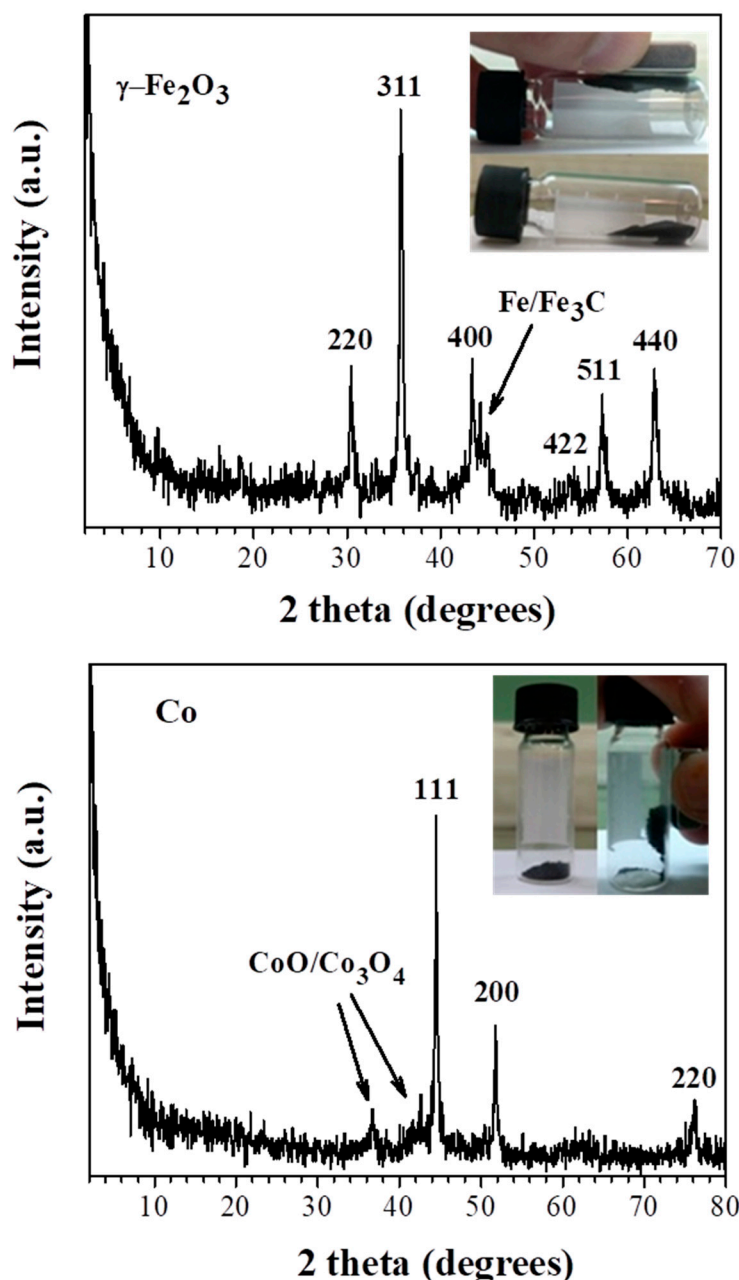 γ–Fe₂O₃
311
Fe/Fe₃C
220
400
440
511
422
Intensity (a.u.)
10 20 30 40 50 60 70
2 theta (degrees)
Co
111
CoO/Co₃O₄
200
220
Intensity (a.u.)
10 20 30 40 50 60 70 80
2 theta (degrees)